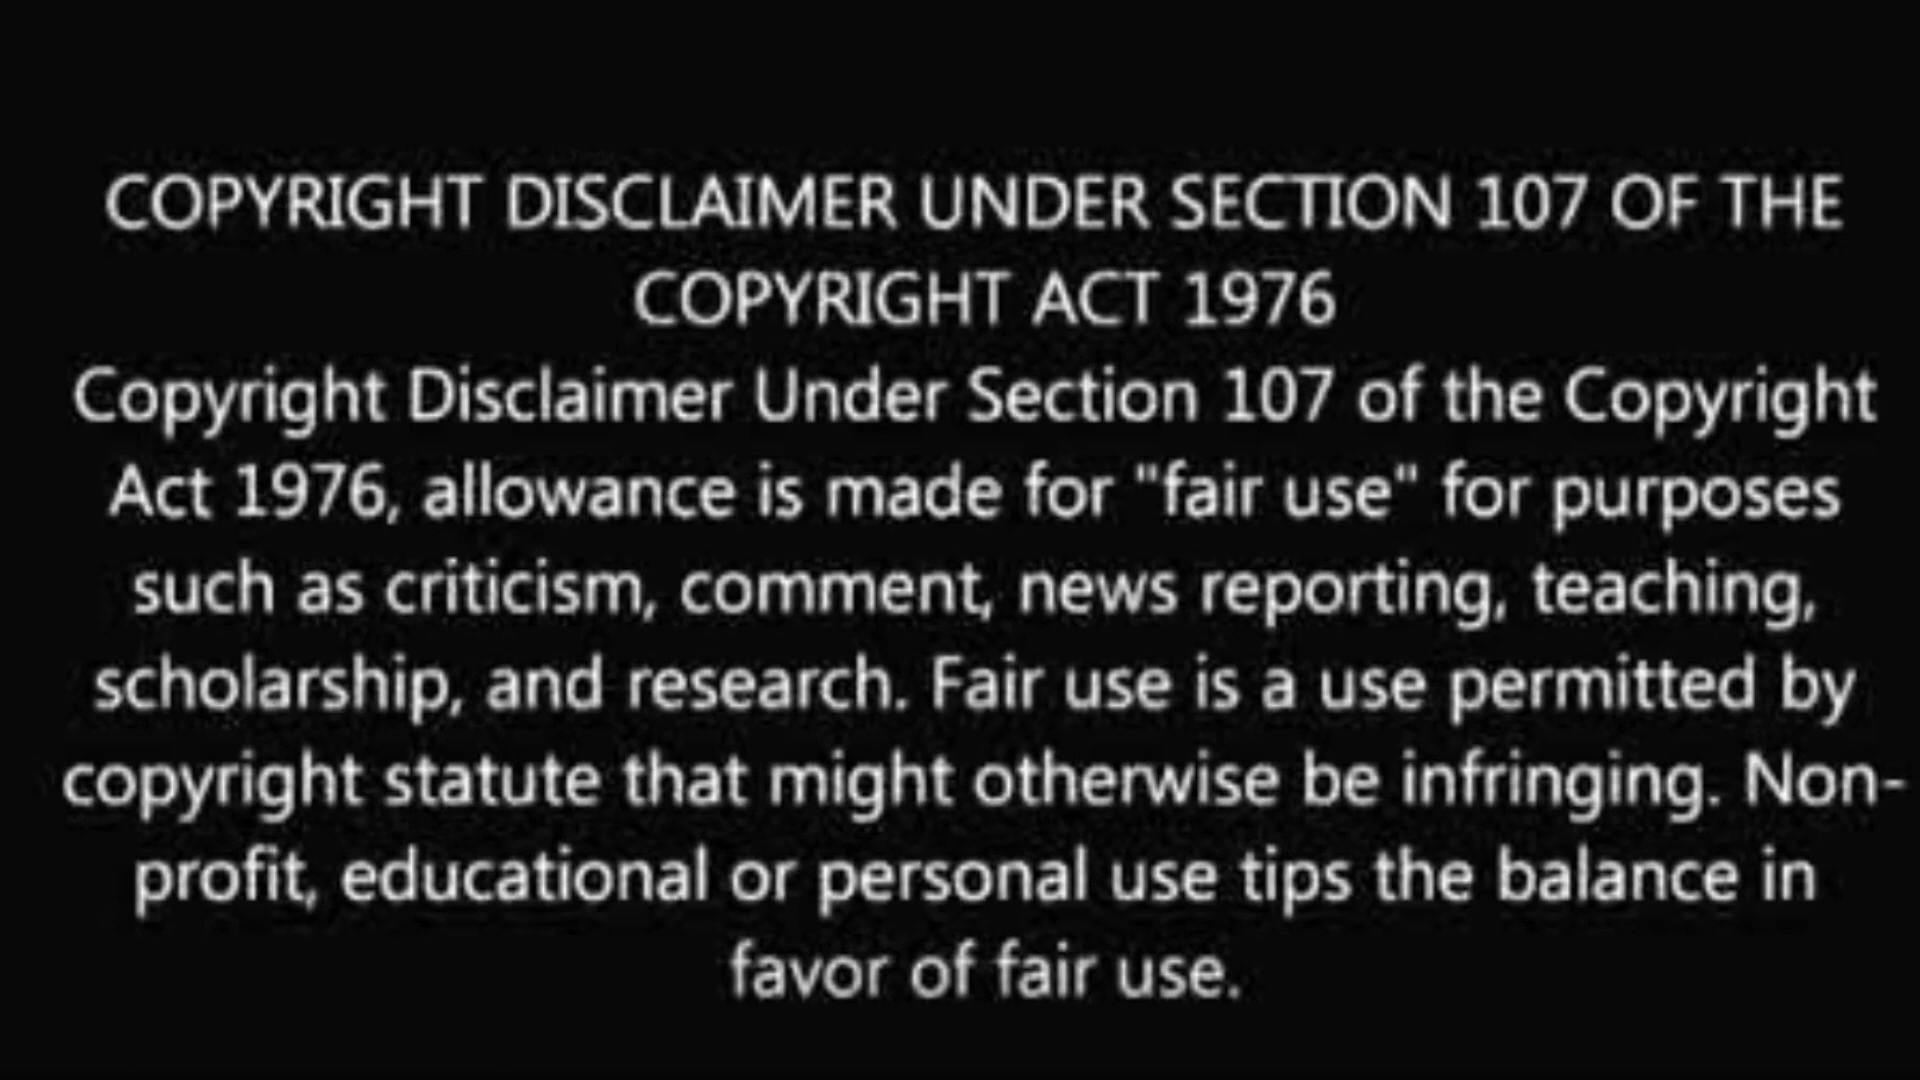 COPYRIGHT DISCLAIMER UNDER SECTION 107 OF THE
COPYRIGHT ACT 1976
Copyright Disclaimer Under Section 107 of the Copyright
Act 1976, allowance is made for "fair use" for purposes
such as criticism, comment, news reporting, teaching,
scholarship, and research. Fair use is a use permitted by
copyright statute that might otherwise be infringing. Non-
profit, educational or personal use tips the balance in
favor of fair use.